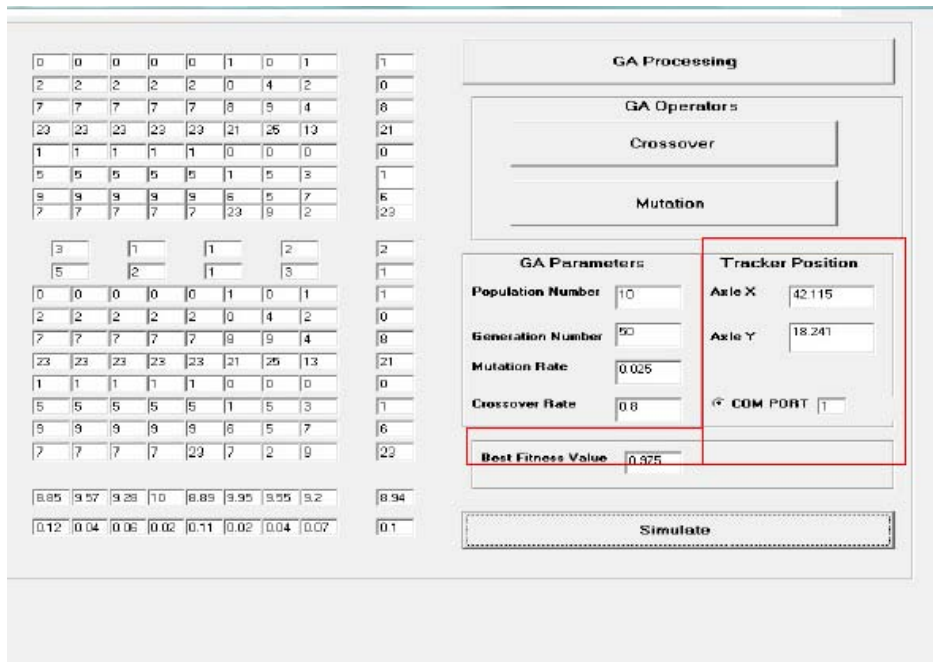 0 0 0 0 0 1 0 1 1
2 2 2 2 2 0 4 2 0
7 7 7 7 7 8 9 4 8
23 23 23 23 23 21 25 13 21
1 1 1 1 1 0 0 0 0
5 5 5 5 5 1 5 3 1
9 9 9 9 9 6 5 7 6
7 7 7 7 7 23 9 2 23
3 1 1 2 2
5 2 1 3 1
0 0 0 0 0 1 0 1 1
2 2 2 2 2 0 4 2 0
7 7 7 7 7 8 9 4 8
23 23 23 23 23 21 25 13 21
1 1 1 1 1 0 0 0 0
5 5 5 5 5 1 5 3 1
9 9 9 9 9 6 5 7 6
7 7 7 7 23 7 2 9 23
8.85 9.57 9.28 10 8.89 9.95 9.55 9.2 8.94
0.12 0.04 0.06 0.02 0.11 0.02 0.04 0.07 0.1
GA Processing
GA Operators
Crossover
Mutation
GA Parameters
Population Number 10
Generation Number 50
Mutation Rate 0.025
Crossover Rate 0.8
Tracker Position
Axle X 42.115
Axle Y 18.241
COM PORT 1
Best Fitness Value 0.975
Simulate